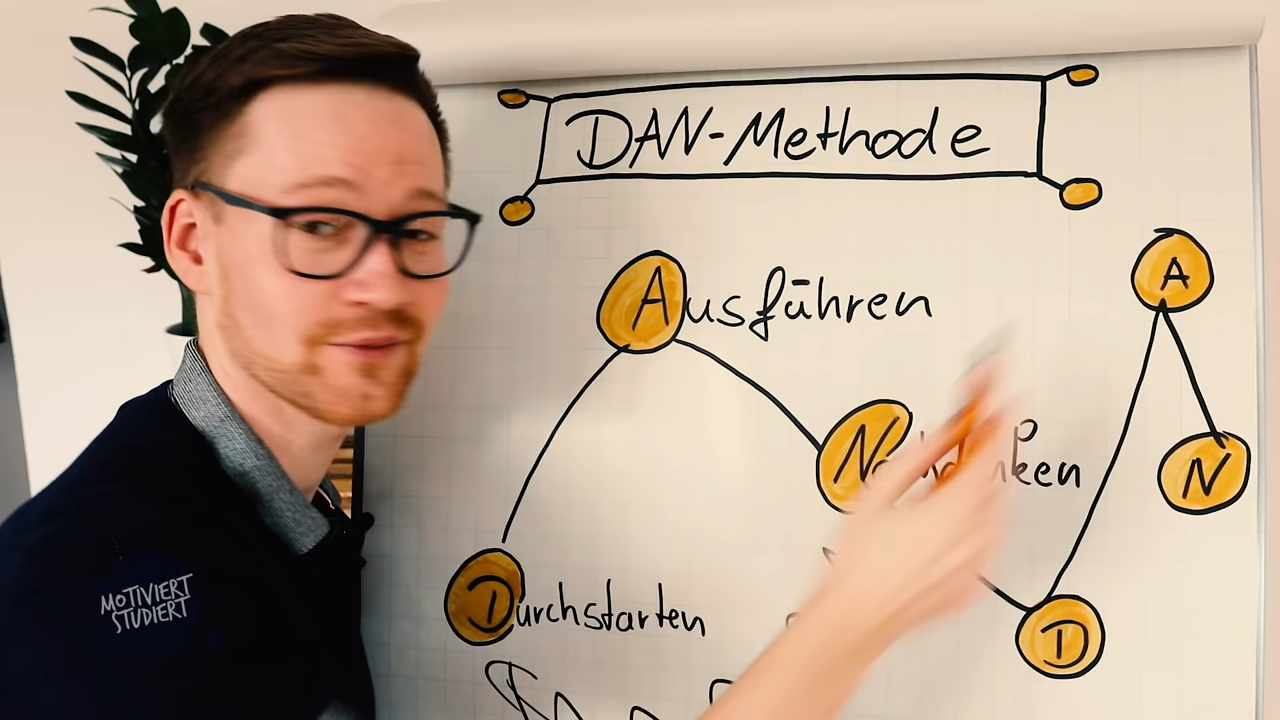 DAN-Methode
Ausführen
A
N
Durchstarten
D
MOTIVIERT
STUDIERT